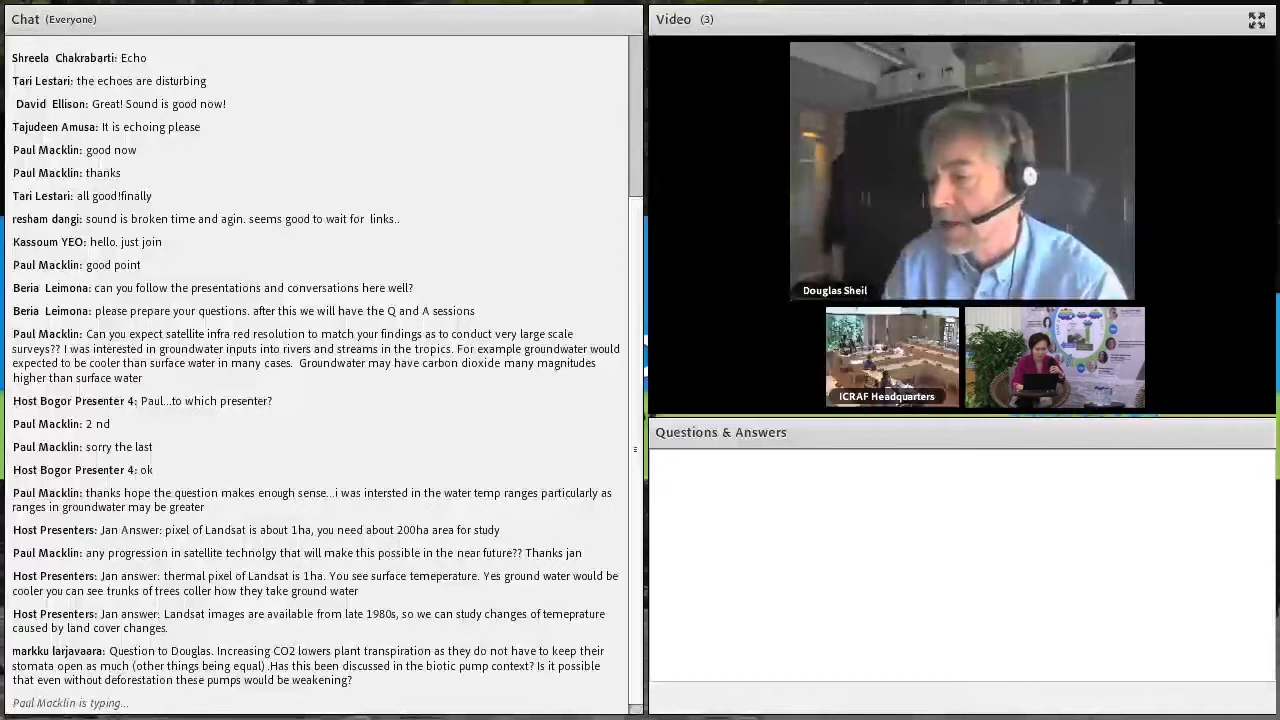 Chat (Everyone)
Shreela Chakrabarti: Echo
Tari Lestari: the echoes are disturbing
David Ellison: Great! Sound is good now!
Tajudeen Amusa: It is echoing please
Paul Macklin: good now
Paul Macklin: thanks
Tari Lestari: all good!finally
resham dangi: sound is broken time and agin. seems good to wait for links..
Kassoum YEO: hello. just join
Paul Macklin: good point
Beria Leimona: can you follow the presentations and conversations here well?
Beria Leimona: please prepare your questions. after this we will have the Q and A sessions
Paul Macklin: Can you expect satellite infra red resolution to match your findings as to conduct very large scale
surveys?? I was interested in groundwater inputs into rivers and streams in the tropics. For example groundwater would
expected to be cooler than surface water in many cases. Groundwater may have carbon dioxide many magnitudes
higher than surface water
Host Bogor Presenter 4: Paul...to which presenter?
Paul Macklin: 2 nd
Paul Macklin: sorry the last
Host Bogor Presenter 4: ok
Paul Macklin: thanks hope the question makes enough sense...i was intersted in the water temp ranges particularly as
ranges in groundwater may be greater
Host Presenters: Jan Answer: pixel of Landsat is about 1ha, you need about 200ha area for study
Paul Macklin: any progression in satellite technolgy that will make this possible in the near future?? Thanks jan
Host Presenters: Jan answer: thermal pixel of Landsat is 1ha. You see surface temeperature. Yes ground water would be
cooler you can see trunks of trees coller how they take ground water
Host Presenters: Jan answer: Landsat images are available from late 1980s, so we can study changes of temeprature
caused by land cover changes.
markku larjavaara: Question to Douglas. Increasing CO2 lowers plant transpiration as they do not have to keep their
stomata open as much (other things being equal) .Has this been discussed in the biotic pump context? Is it possible
that even without deforestation these pumps would be weakening?
Paul Macklin is typing...
Video (3)
Douglas Sheil
ICRAF Headquarters
Questions & Answers